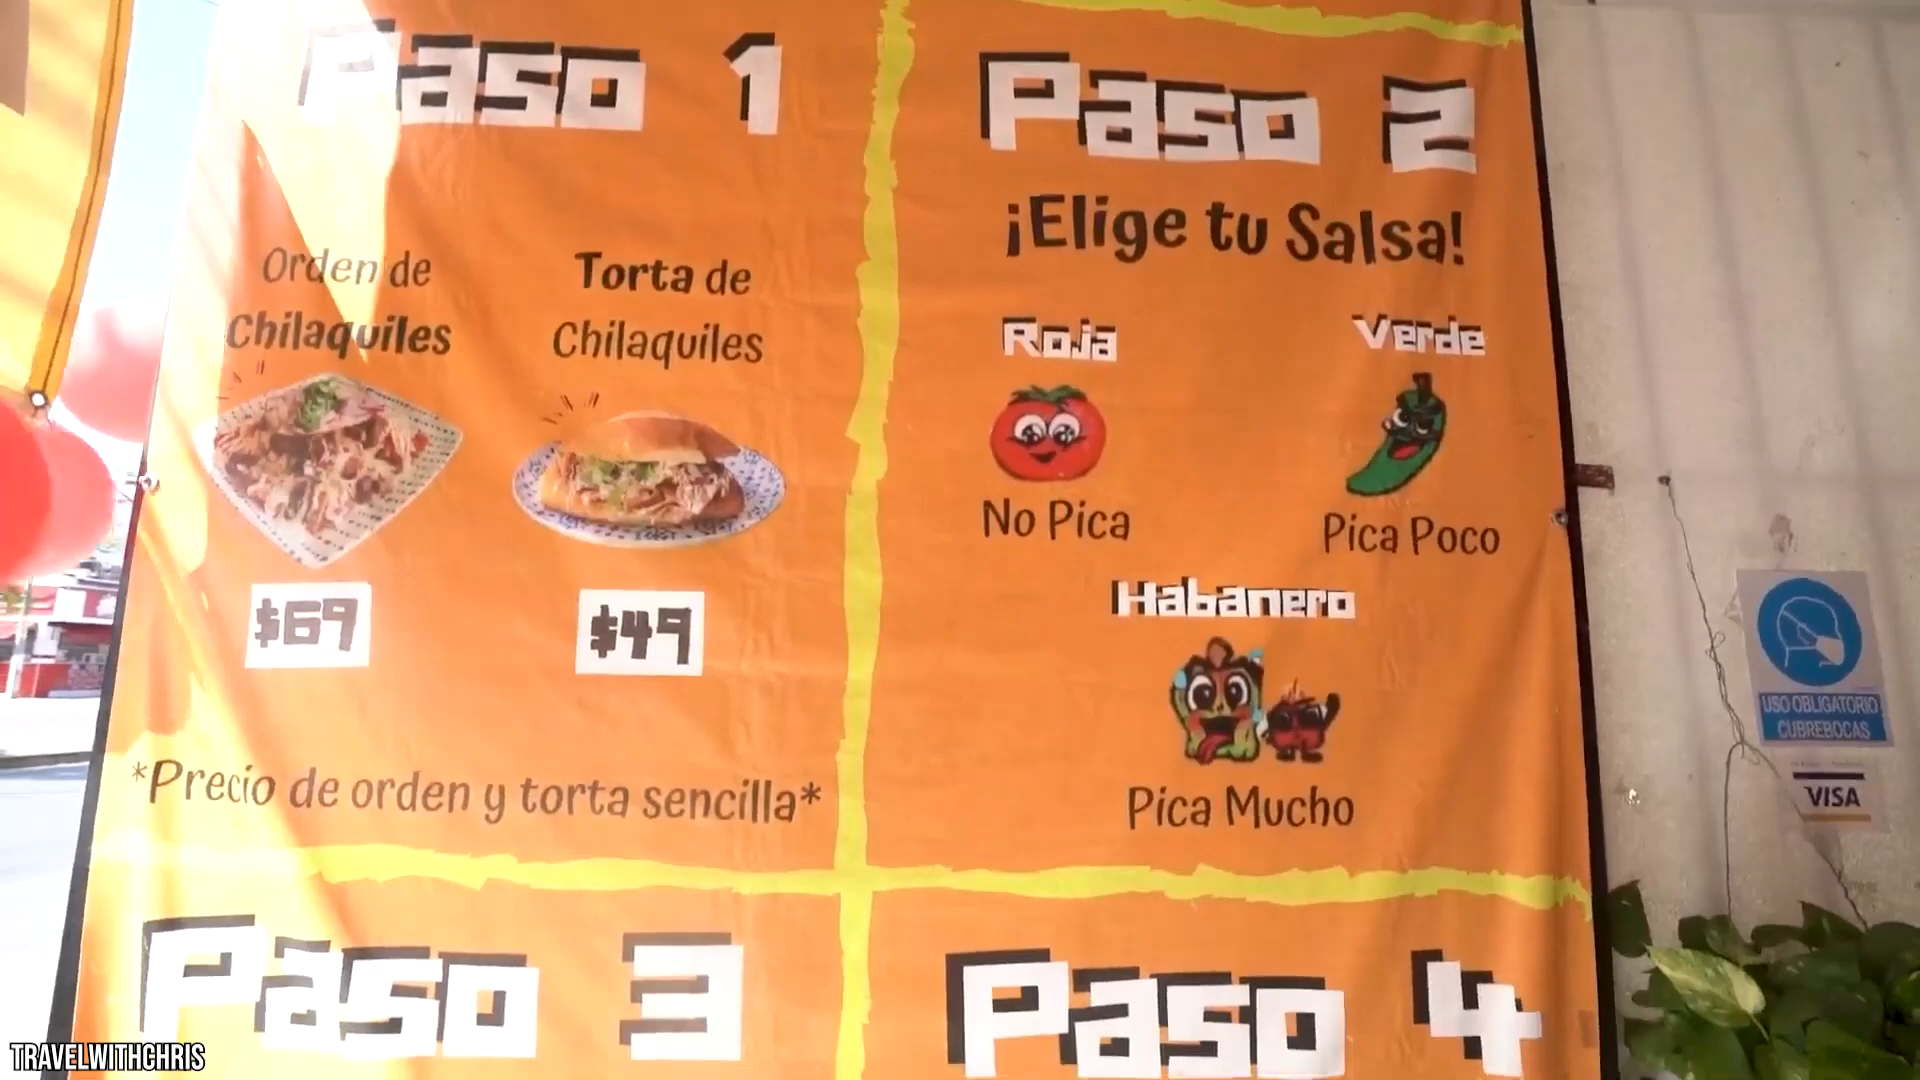 Paso 1
Orden de
Chilaquiles
$69
Torta de
Chilaquiles
$49
*Precio de orden y torta sencilla*
Paso 2
¡Elige tu Salsa!
Roja
No Pica
Verde
Pica Poco
Habanero
Pica Mucho
Paso 3
Paso 4
USO OBLIGATORIO
CUBREBOCAS
VISA
TRAVELWITHCHRIS